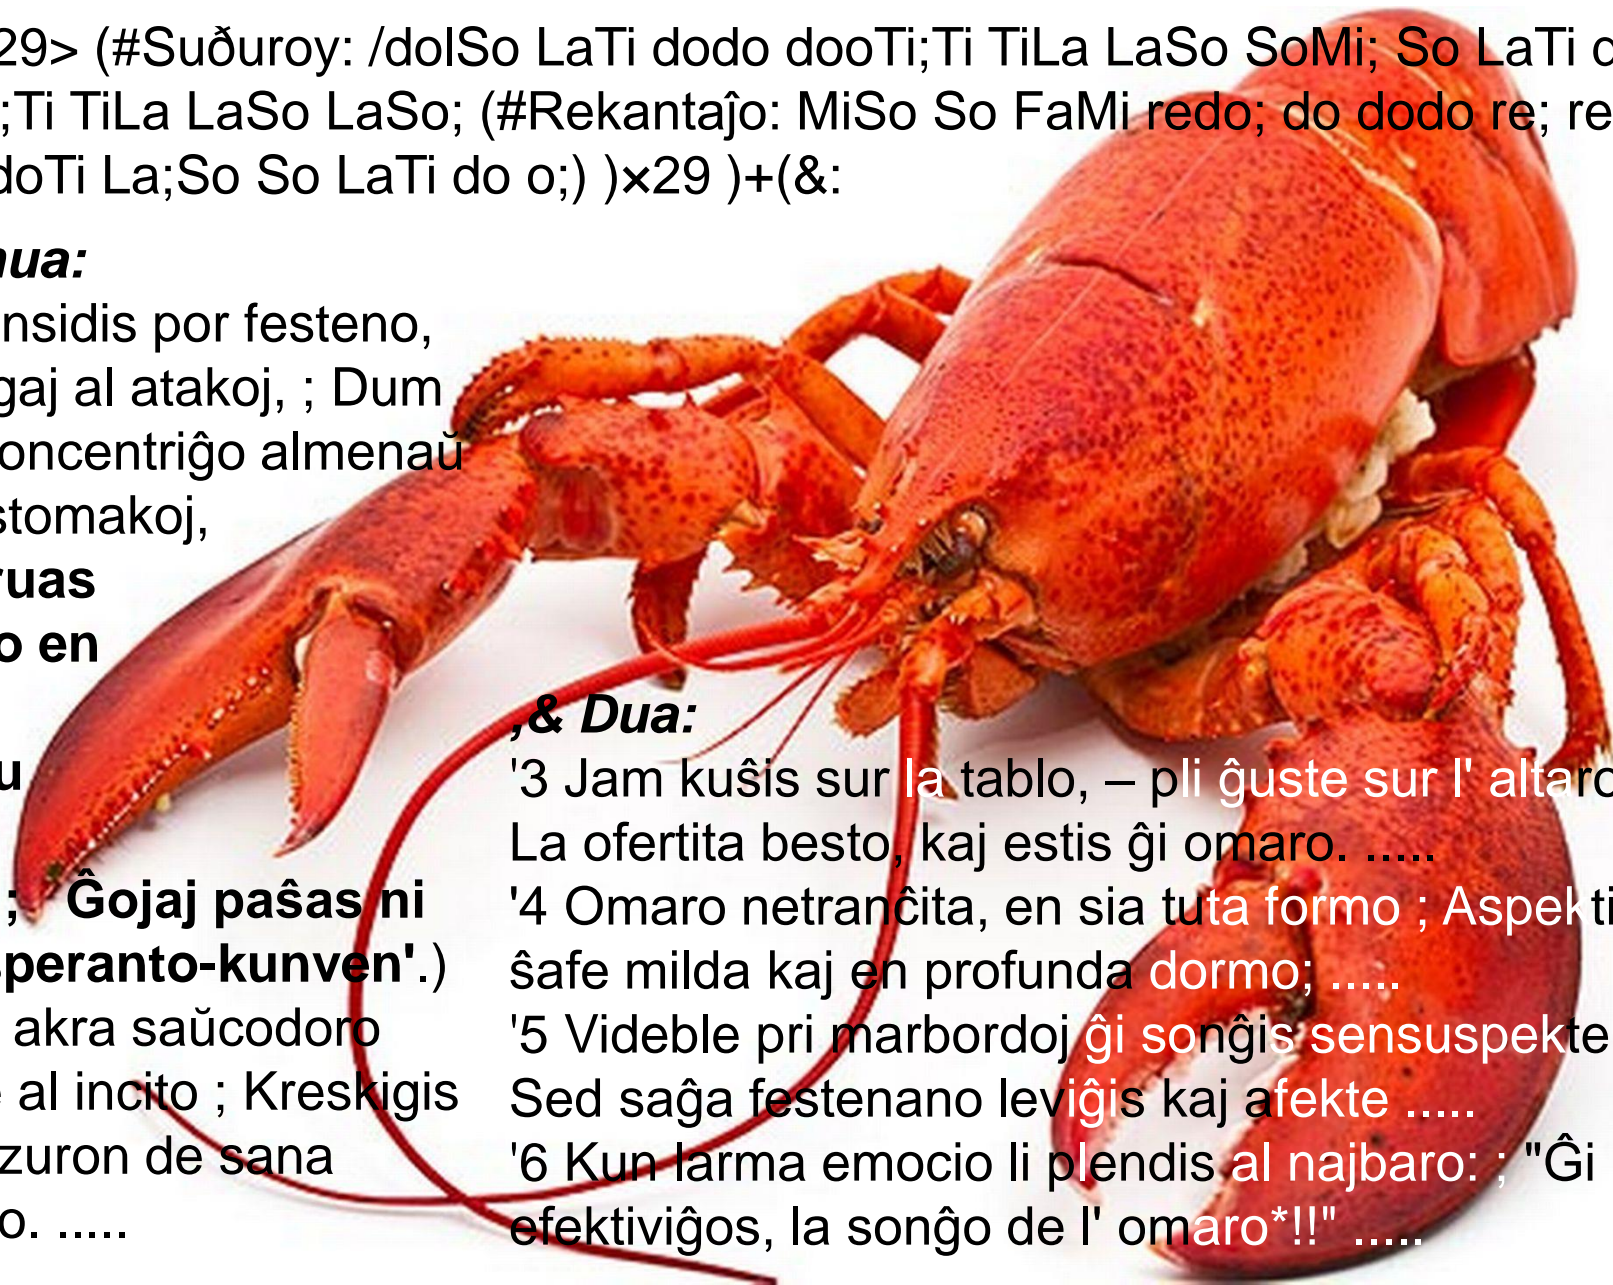 29> (#Suðuroy: /dolSo LaTi dodo dooTi;Ti TiLa LaSo SoMi; So LaTi d
;Ti TiLa LaSo LaSo; (#Rekantaĵo: MiSo So FaMi redo; do dodo re; re
doTi La;So So LaTi do o;) )×29 )+(&:
nua:
nsidis por festeno,
gaj al atakoj, ; Dum
oncentriĝo almenaŭ
stomakoj,
ruas
o en
u
; Ĝojaj paŝas ni
speranto-kunven'.)
akra saŭcodoro
e al incito ; Kreskigis
zuron de sana
o. .....
,& Dua:
'3 Jam kuŝis sur la tablo, – pli ĝuste sur l' altaro
La ofertita besto, kaj estis ĝi omaro. .....
'4 Omaro netranĉita, en sia tuta formo ; Aspekti
ŝafe milda kaj en profunda dormo; .....
'5 Videble pri marbordoj ĝi sonĝis sensuspekte
Sed saĝa festenano leviĝis kaj afekte .....
'6 Kun larma emocio li plendis al najbaro: ; "Ĝi
efektiviĝos, la sonĝo de l' omaro*!!" .....